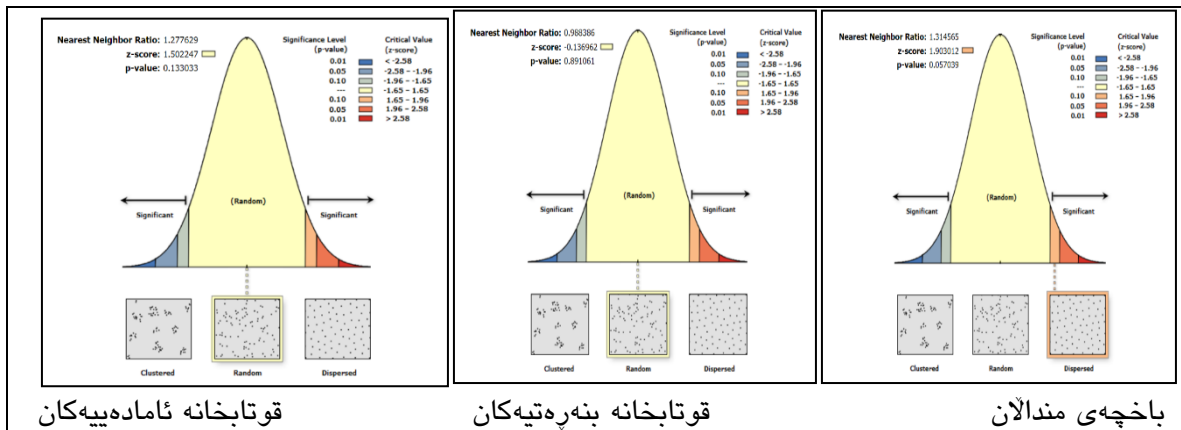 Nearest Neighbor Ratio: 1.277629
z-score: 1.502247
p-value: 0.133033
Significance Level (p-value) Critical Value (z-score)
0.01 < -2.58
0.05 -2.58 – -1.96
0.10 -1.96 – -1.65
--- -1.65 – 1.65
0.10 1.65 – 1.96
0.05 1.96 – 2.58
0.01 > 2.58
(Random)
Significant Significant
Clustered Random Dispersed
قوتابخانە ئامادەییەکان
Nearest Neighbor Ratio: 0.988386
z-score: -0.136962
p-value: 0.891061
Significance Level (p-value) Critical Value (z-score)
0.01 < -2.58
0.05 -2.58 – -1.96
0.10 -1.96 – -1.65
--- -1.65 – 1.65
0.10 1.65 – 1.96
0.05 1.96 – 2.58
0.01 > 2.58
(Random)
Significant Significant
Clustered Random Dispersed
قوتابخانە بنەڕەتیەکان
Nearest Neighbor Ratio: 1.314565
z-score: 1.903012
p-value: 0.057039
Significance Level (p-value) Critical Value (z-score)
0.01 < -2.58
0.05 -2.58 – -1.96
0.10 -1.96 – -1.65
--- -1.65 – 1.65
0.10 1.65 – 1.96
0.05 1.96 – 2.58
0.01 > 2.58
(Random)
Significant Significant
Clustered Random Dispersed
باخچەی منداڵان